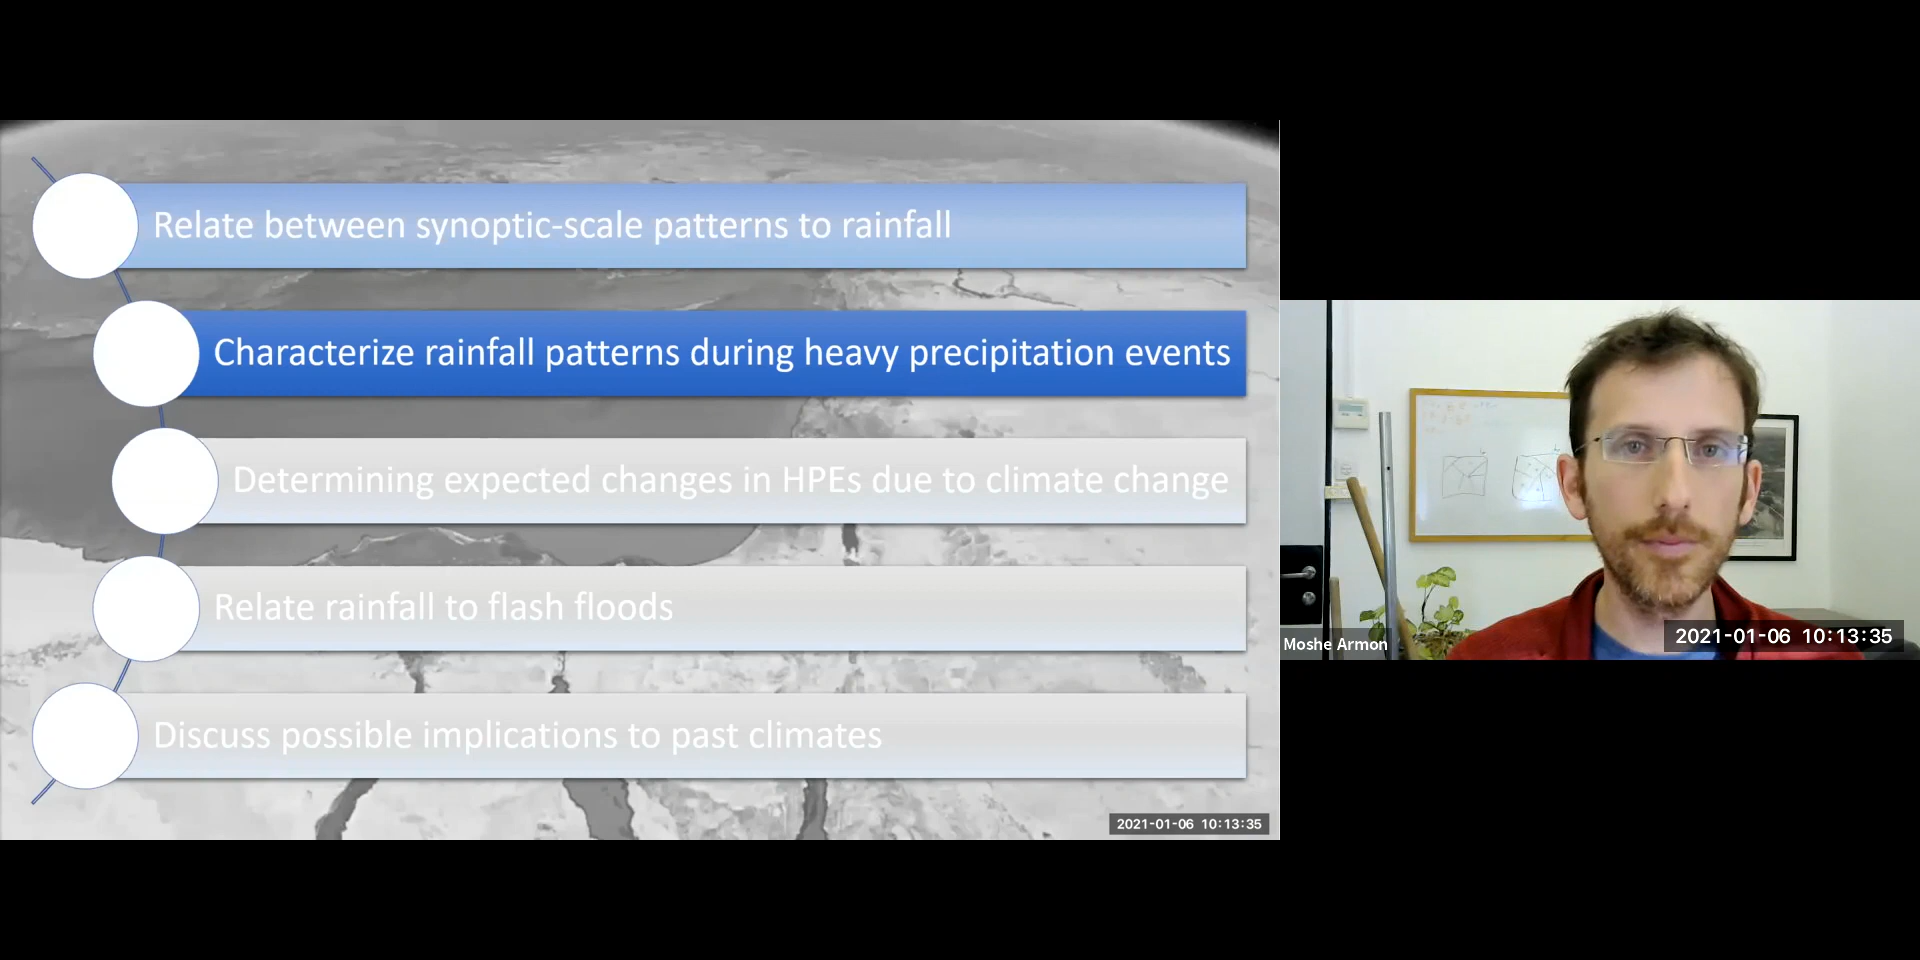 Relate between synoptic-scale patterns to rainfall
Characterize rainfall patterns during heavy precipitation events
Determining expected changes in HPEs due to climate change
Relate rainfall to flash floods
Discuss possible implications to past climates
2021-01-06 10:13:35
Moshe Armon
2021-01-06 10:13:35